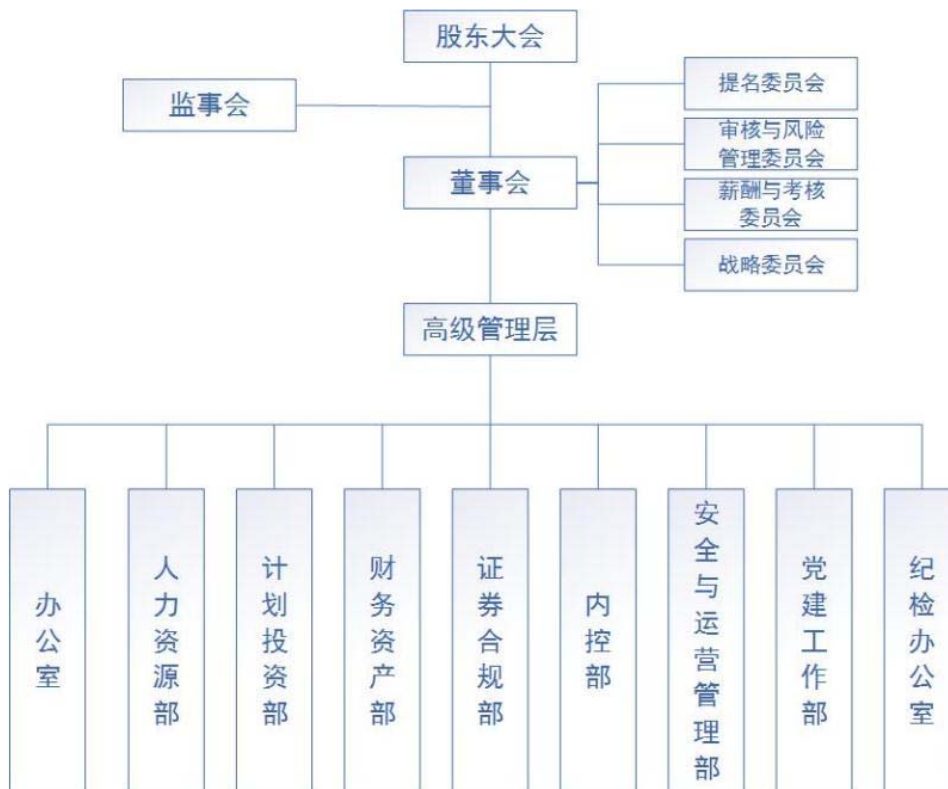 股东大会
监事会
董事会
提名委员会
审核与风险
管理委员会
薪酬与考核
委员会
战略委员会
高级管理层
办公室
人力资源部
计划投资部
财务资产部
证券合规部
内控部
安全与运营管理部
党建工作部
纪检办公室